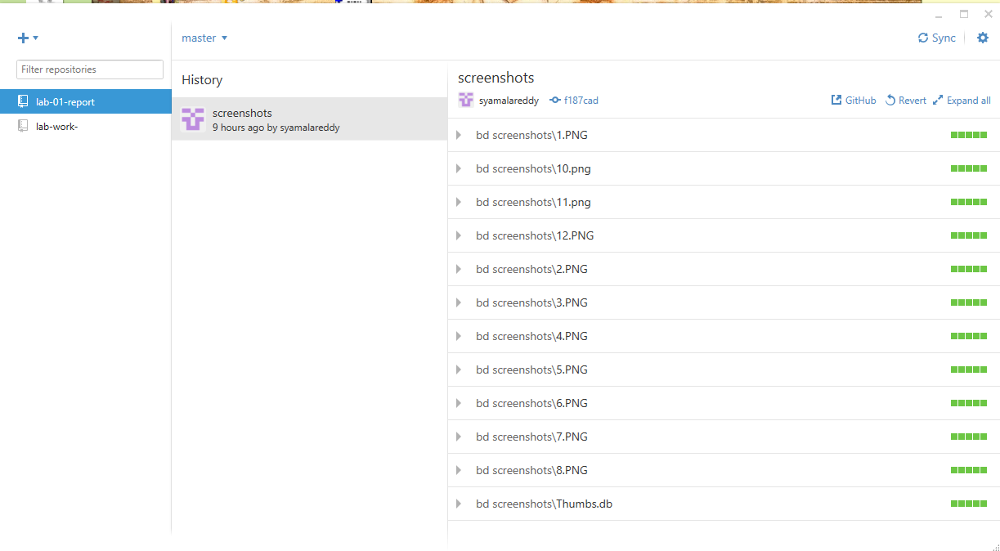 master
Sync
Filter repositories
lab-01-report
lab-work-
History
screenshots
9 hours ago by syamalareddy
screenshots
syamalareddy f187cad GitHub Revert Expand all
bd screenshots\1.PNG
bd screenshots\10.png
bd screenshots\11.png
bd screenshots\12.PNG
bd screenshots\2.PNG
bd screenshots\3.PNG
bd screenshots\4.PNG
bd screenshots\5.PNG
bd screenshots\6.PNG
bd screenshots\7.PNG
bd screenshots\8.PNG
bd screenshots\Thumbs.db